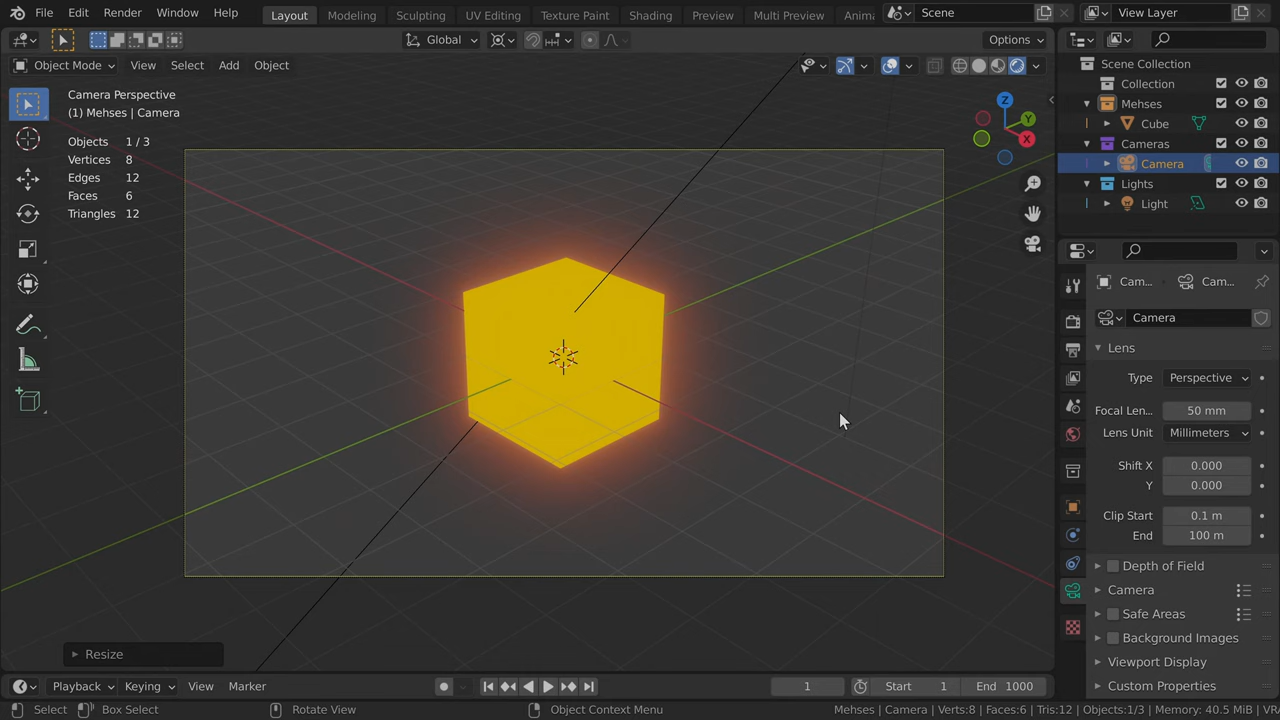 File Edit Render Window Help Layout Modeling Sculpting UV Editing Texture Paint Shading Preview Multi Preview Anima Scene View Layer
Global Options
Object Mode View Select Add Object
Camera Perspective
(1) Mehses | Camera
Objects 1 / 3
Vertices 8
Edges 12
Faces 6
Triangles 12
Z
Y
X
Resize
Scene Collection
Collection
Mehses
Cube
Cameras
Camera
Lights
Light
Cam... Cam...
Camera
Lens
Type Perspective
Focal Len... 50 mm
Lens Unit Millimeters
Shift X 0.000
Y 0.000
Clip Start 0.1 m
End 100 m
Depth of Field
Camera
Safe Areas
Background Images
Viewport Display
Custom Properties
Playback Keying View Marker 1 Start 1 End 1000
Select Box Select Rotate View Object Context Menu Mehses | Camera | Verts:8 | Faces:6 | Tris:12 | Objects:1/3 | Memory: 40.5 MiB | VRA